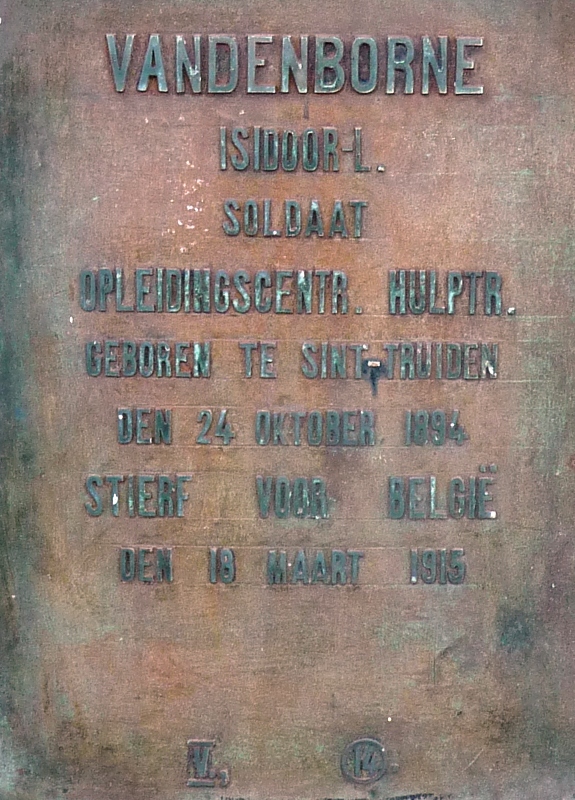 VANDENBORNE
ISIDOOR-L.
SOLDAAT
OPLEIDINGSCENTR. HULPTR.
GEBOREN TE SINT-TRUIDEN
DEN 24 OKTOBER 1894
STIERF VOOR BELGIË
DEN 18 MAART 1915
V.